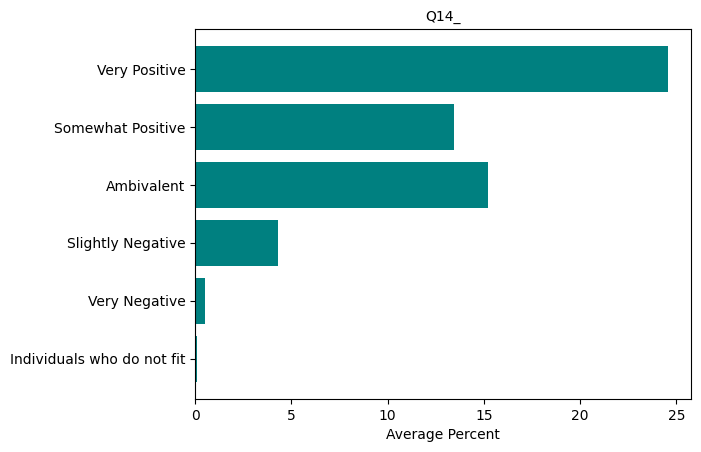 Q14_
Very Positive
Somewhat Positive
Ambivalent
Slightly Negative
Very Negative
Individuals who do not fit
0 5 10 15 20 25
Average Percent